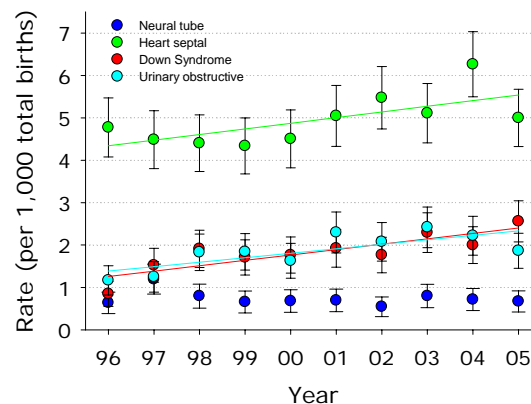 Neural tube
Heart septal
Down Syndrome
Urinary obstructive
7
6
5
4
3
2
1
0
Rate (per 1,000 total births)
96 97 98 99 00 01 02 03 04 05
Year